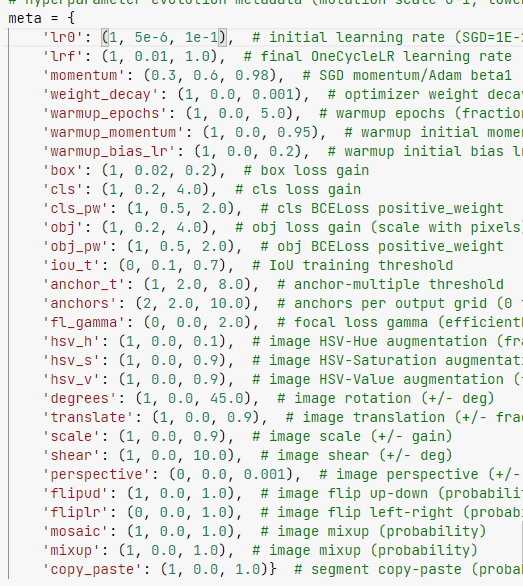 # hyperparameter evolution metadata (mutation scale 0-1, lower
meta = {
    'lr0': (1, 5e-6, 1e-1),  # initial learning rate (SGD=1E-
    'lrf': (1, 0.01, 1.0),  # final OneCycleLR learning rate
    'momentum': (0.3, 0.6, 0.98),  # SGD momentum/Adam beta1
    'weight_decay': (1, 0.0, 0.001),  # optimizer weight deca
    'warmup_epochs': (1, 0.0, 5.0),  # warmup epochs (fraction
    'warmup_momentum': (1, 0.0, 0.95),  # warmup initial mome
    'warmup_bias_lr': (1, 0.0, 0.2),  # warmup initial bias l
    'box': (1, 0.02, 0.2),  # box loss gain
    'cls': (1, 0.2, 4.0),  # cls loss gain
    'cls_pw': (1, 0.5, 2.0),  # cls BCELoss positive_weight
    'obj': (1, 0.2, 4.0),  # obj loss gain (scale with pixels
    'obj_pw': (1, 0.5, 2.0),  # obj BCELoss positive_weight
    'iou_t': (0, 0.1, 0.7),  # IoU training threshold
    'anchor_t': (1, 2.0, 8.0),  # anchor-multiple threshold
    'anchors': (2, 2.0, 10.0),  # anchors per output grid (0
    'fl_gamma': (0, 0.0, 2.0),  # focal loss gamma (efficient
    'hsv_h': (1, 0.0, 0.1),  # image HSV-Hue augmentation (fra
    'hsv_s': (1, 0.0, 0.9),  # image HSV-Saturation augmentati
    'hsv_v': (1, 0.0, 0.9),  # image HSV-Value augmentation (
    'degrees': (1, 0.0, 45.0),  # image rotation (+/- deg)
    'translate': (1, 0.0, 0.9),  # image translation (+/- frac
    'scale': (1, 0.0, 0.9),  # image scale (+/- gain)
    'shear': (1, 0.0, 10.0),  # image shear (+/- deg)
    'perspective': (0, 0.0, 0.001),  # image perspective (+/-
    'flipud': (1, 0.0, 1.0),  # image flip up-down (probabili
    'fliplr': (0, 0.0, 1.0),  # image flip left-right (probab
    'mosaic': (1, 0.0, 1.0),  # image mixup (probability)
    'mixup': (1, 0.0, 1.0),  # image mixup (probability)
    'copy_paste': (1, 0.0, 1.0)}  # segment copy-paste (proba